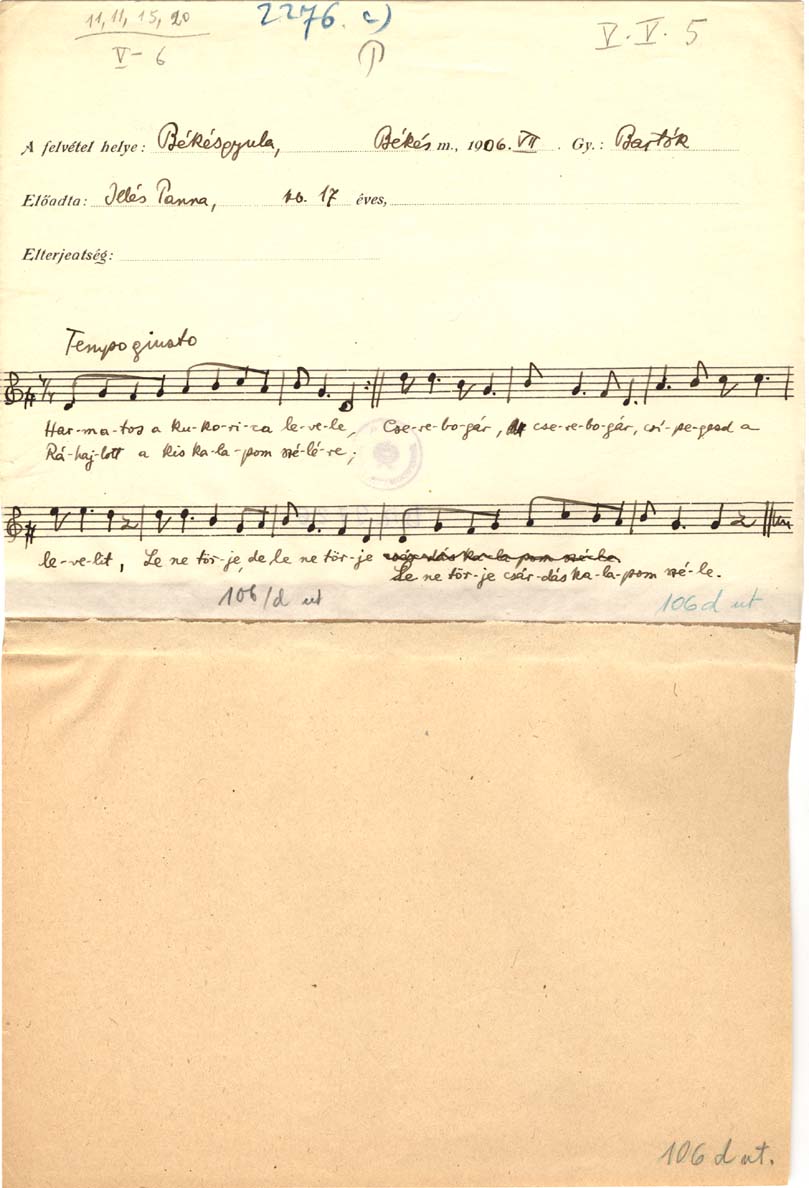 11, 11, 15, 20
V- 6
2276. c)
V. V. 5
A felvétel helye: Békésgyula, Békés m., 1906. VII. Gy.: Bartók
Előadta: Illés Panna, 17 éves,
Elterjeatség:
Tempo giusto
Har-ma-tos a ku-ko-ri-ca le-ve-le, Cse-re-bo-gár, cse-re-bo-gár, csí-pe-gesd a
Rá-haj-lott a kis ka-la-pom szé-lé-re;
le-ve-lit, Le ne tör-je, de le ne tör-je
Le ne tör-je csár-dás ka-la-pom szé-le.
106/d ut
106 d ut
106 d ut.